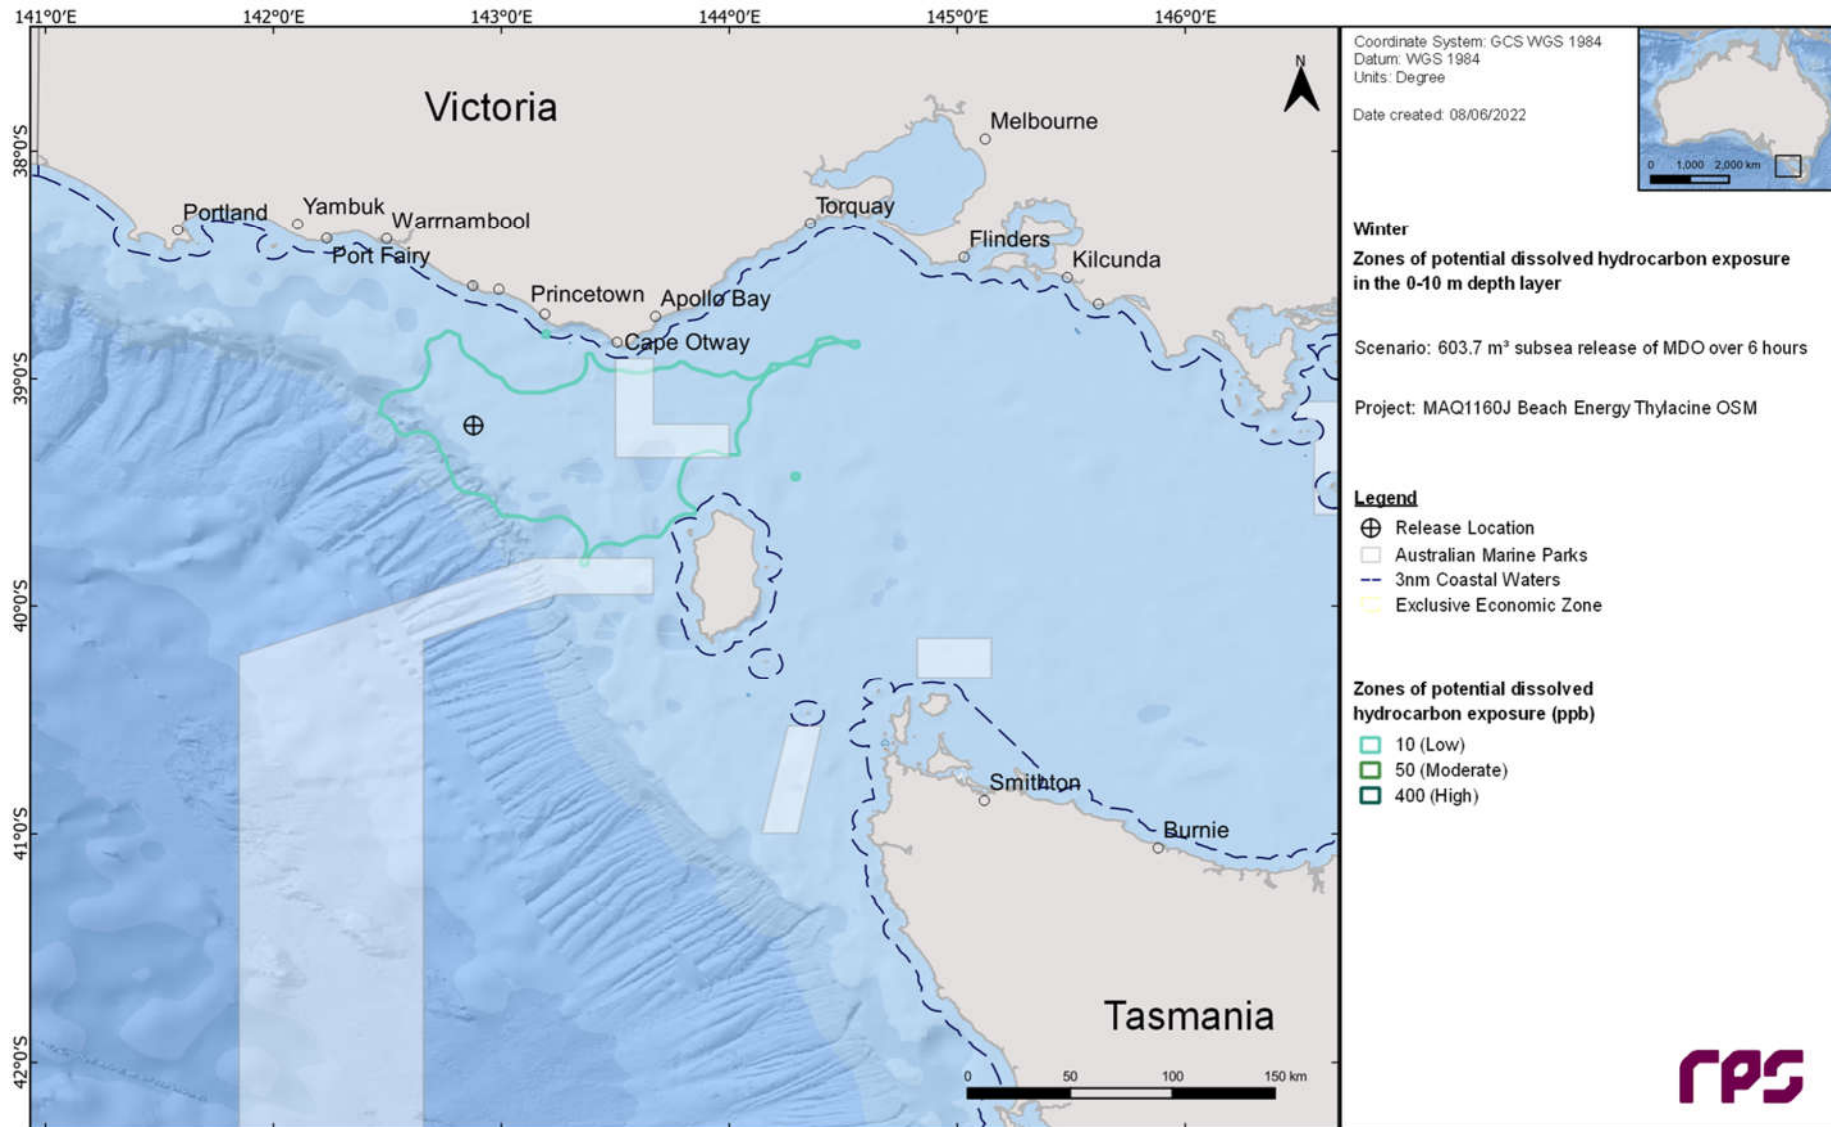 141°0'E 142°0'E 143°0'E 144°0'E 145°0'E 146°0'E
38°0'S
39°0'S
40°0'S
41°0'S
42°0'S
Victoria
N
Melbourne
Portland
Yambuk
Warrnambool
Port Fairy
Torquay
Flinders
Kilcunda
Princetown
Apollo Bay
Cape Otway
Smithton
Burnie
Tasmania
0 50 100 150 km
Coordinate System: GCS WGS 1984
Datum: WGS 1984
Units: Degree
Date created: 08/06/2022
0 1,000 2,000 km
Winter
Zones of potential dissolved hydrocarbon exposure
in the 0-10 m depth layer
Scenario: 603.7 m³ subsea release of MDO over 6 hours
Project: MAQ1160J Beach Energy Thylacine OSM
Legend
Release Location
Australian Marine Parks
3nm Coastal Waters
Exclusive Economic Zone
Zones of potential dissolved
hydrocarbon exposure (ppb)
10 (Low)
50 (Moderate)
400 (High)
rps